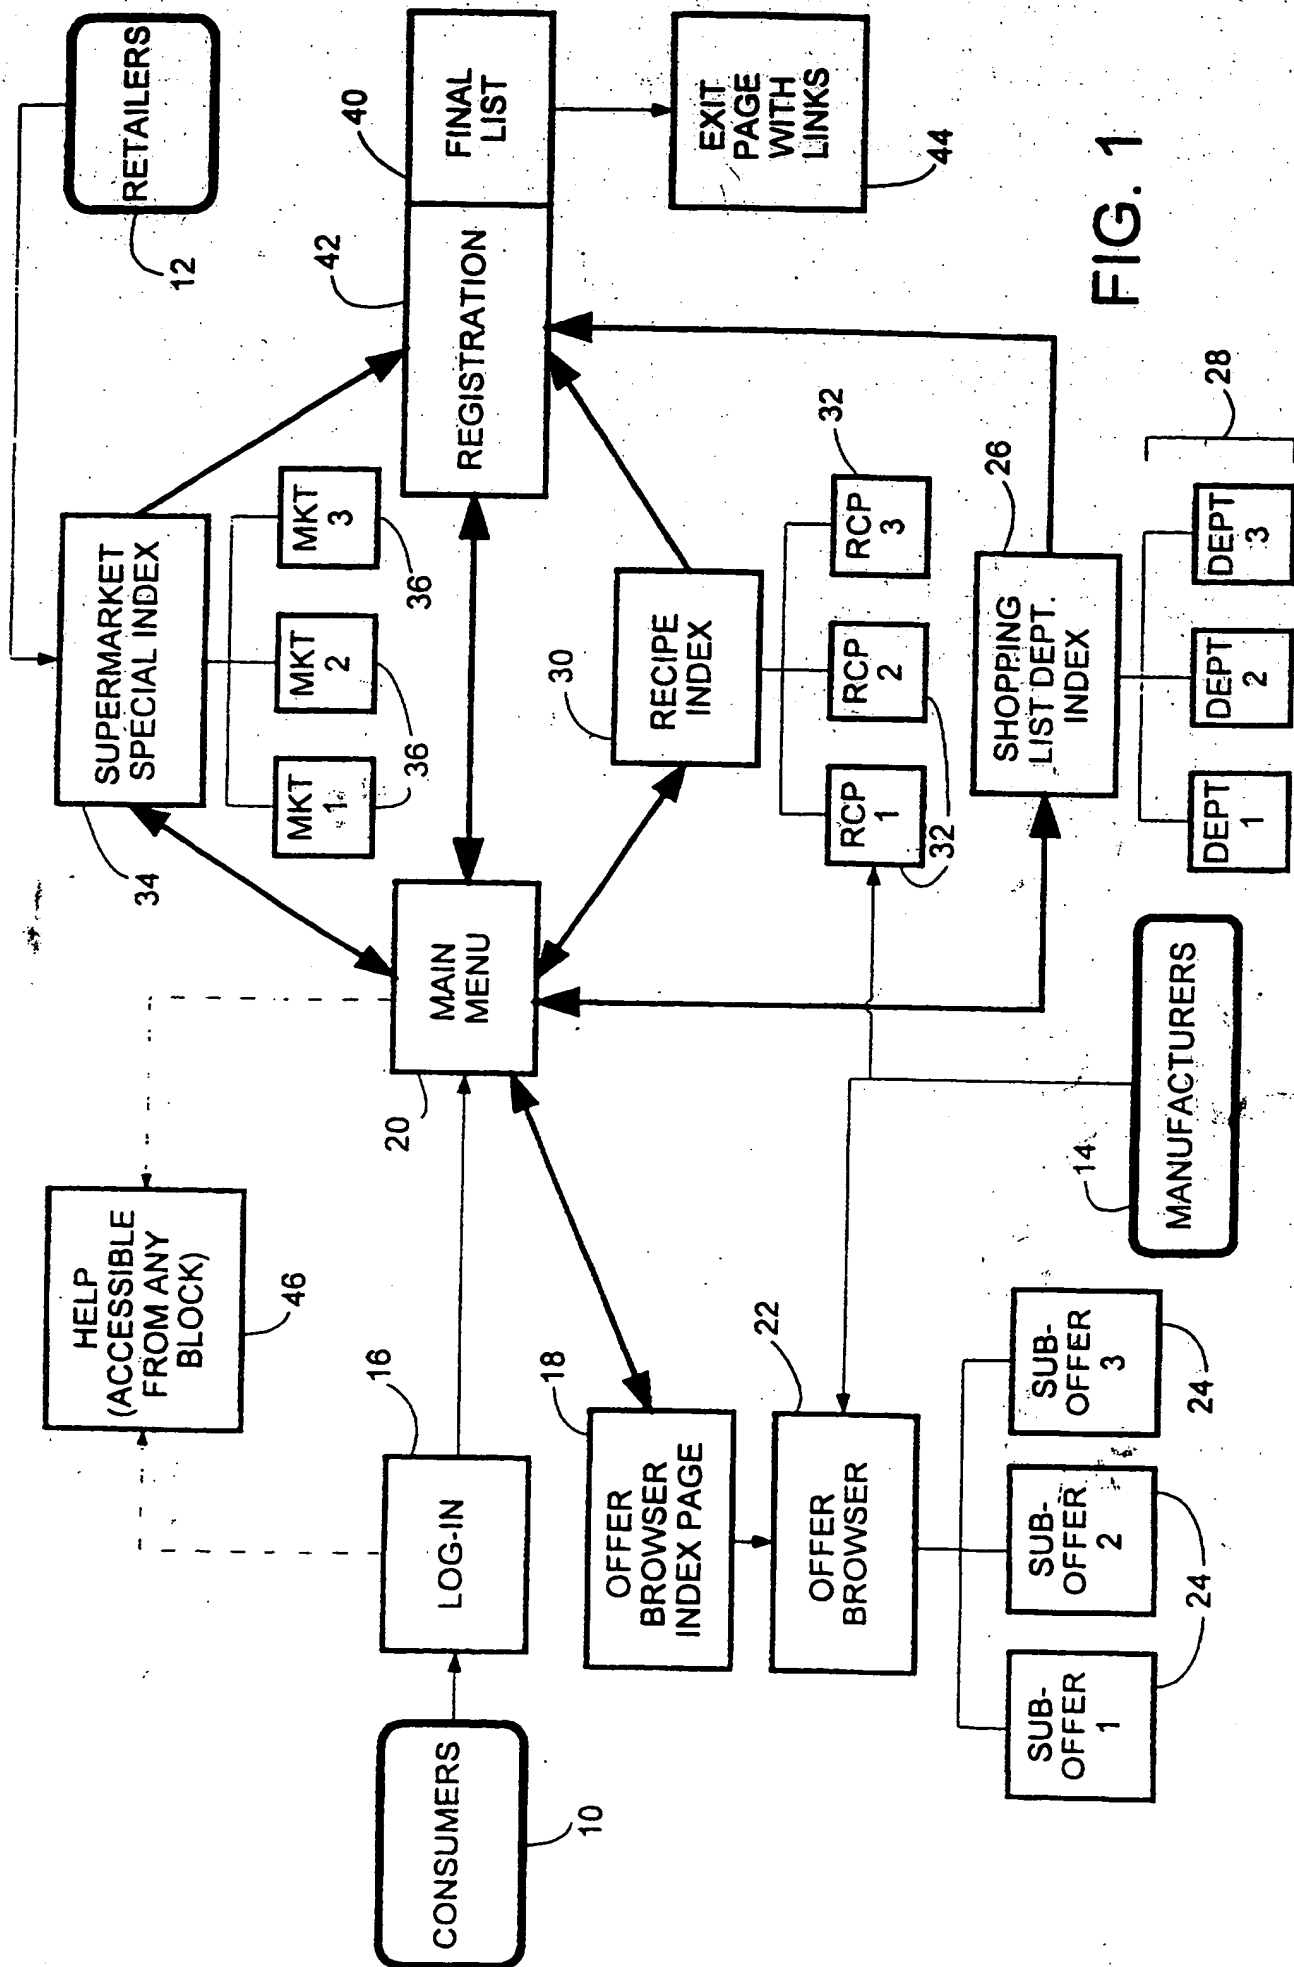 HELP
(ACCESSIBLE
FROM ANY
BLOCK)
46
SUPERMARKET
SPECIAL INDEX
34
RETAILERS
12
MKT
1
MKT
2
MKT
3
36
36
CONSUMERS
10
LOG-IN
16
MAIN
MENU
20
REGISTRATION
42
FINAL
LIST
40
EXIT
PAGE
WITH
LINKS
44
OFFER
BROWSER
INDEX PAGE
18
RECIPE
INDEX
30
OFFER
BROWSER
22
RCP
1
RCP
2
RCP
3
32
32
SHOPPING
LIST DEPT.
INDEX
26
SUB-
OFFER
1
SUB-
OFFER
2
SUB-
OFFER
3
24
24
MANUFACTURERS
14
DEPT
1
DEPT
2
DEPT
3
28
FIG. 1